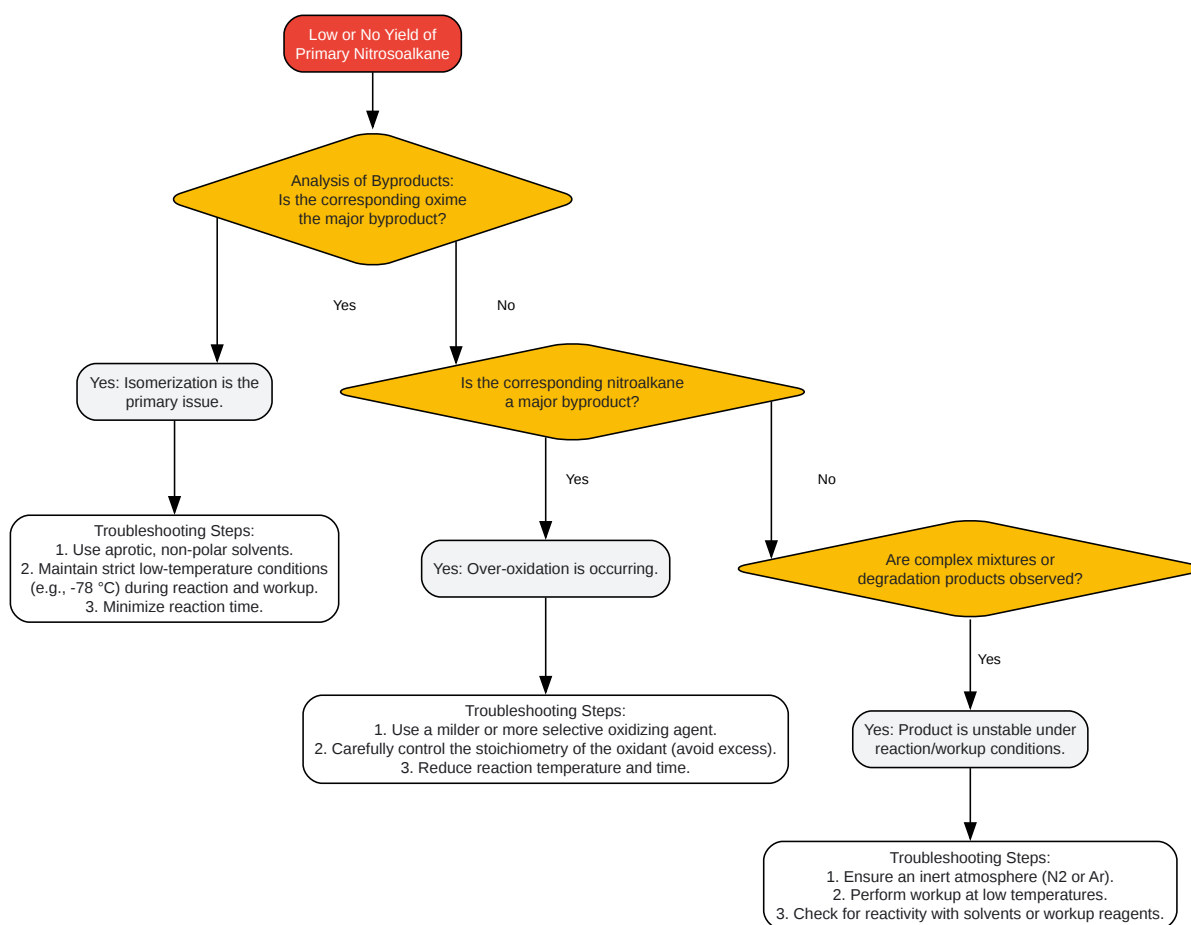 Low or No Yield of
Primary Nitrosoalkane
Analysis of Byproducts:
Is the corresponding oxime
the major byproduct?
Yes
No
Yes: Isomerization is the
primary issue.
Is the corresponding nitroalkane
a major byproduct?
Yes
No
Troubleshooting Steps:
1. Use aprotic, non-polar solvents.
2. Maintain strict low-temperature conditions
(e.g., -78 °C) during reaction and workup.
3. Minimize reaction time.
Yes: Over-oxidation is occurring.
Are complex mixtures or
degradation products observed?
Yes
Troubleshooting Steps:
1. Use a milder or more selective oxidizing agent.
2. Carefully control the stoichiometry of the oxidant (avoid excess).
3. Reduce reaction temperature and time.
Yes: Product is unstable under
reaction/workup conditions.
Troubleshooting Steps:
1. Ensure an inert atmosphere (N2 or Ar).
2. Perform workup at low temperatures.
3. Check for reactivity with solvents or workup reagents.